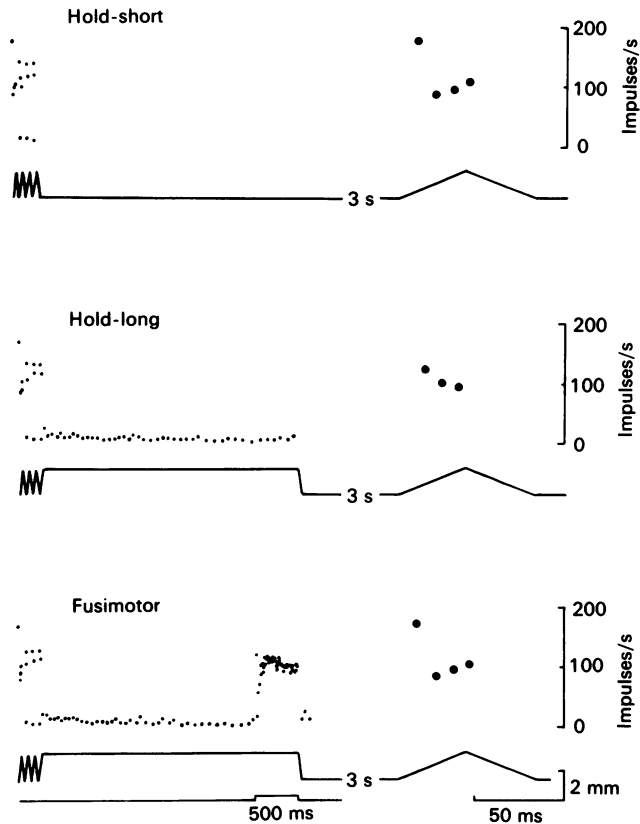 Hold-short
200
100
0
Impulses/s
3 s
Hold-long
200
100
0
Impulses/s
3 s
Fusimotor
200
100
0
Impulses/s
3 s
2 mm
500 ms
50 ms